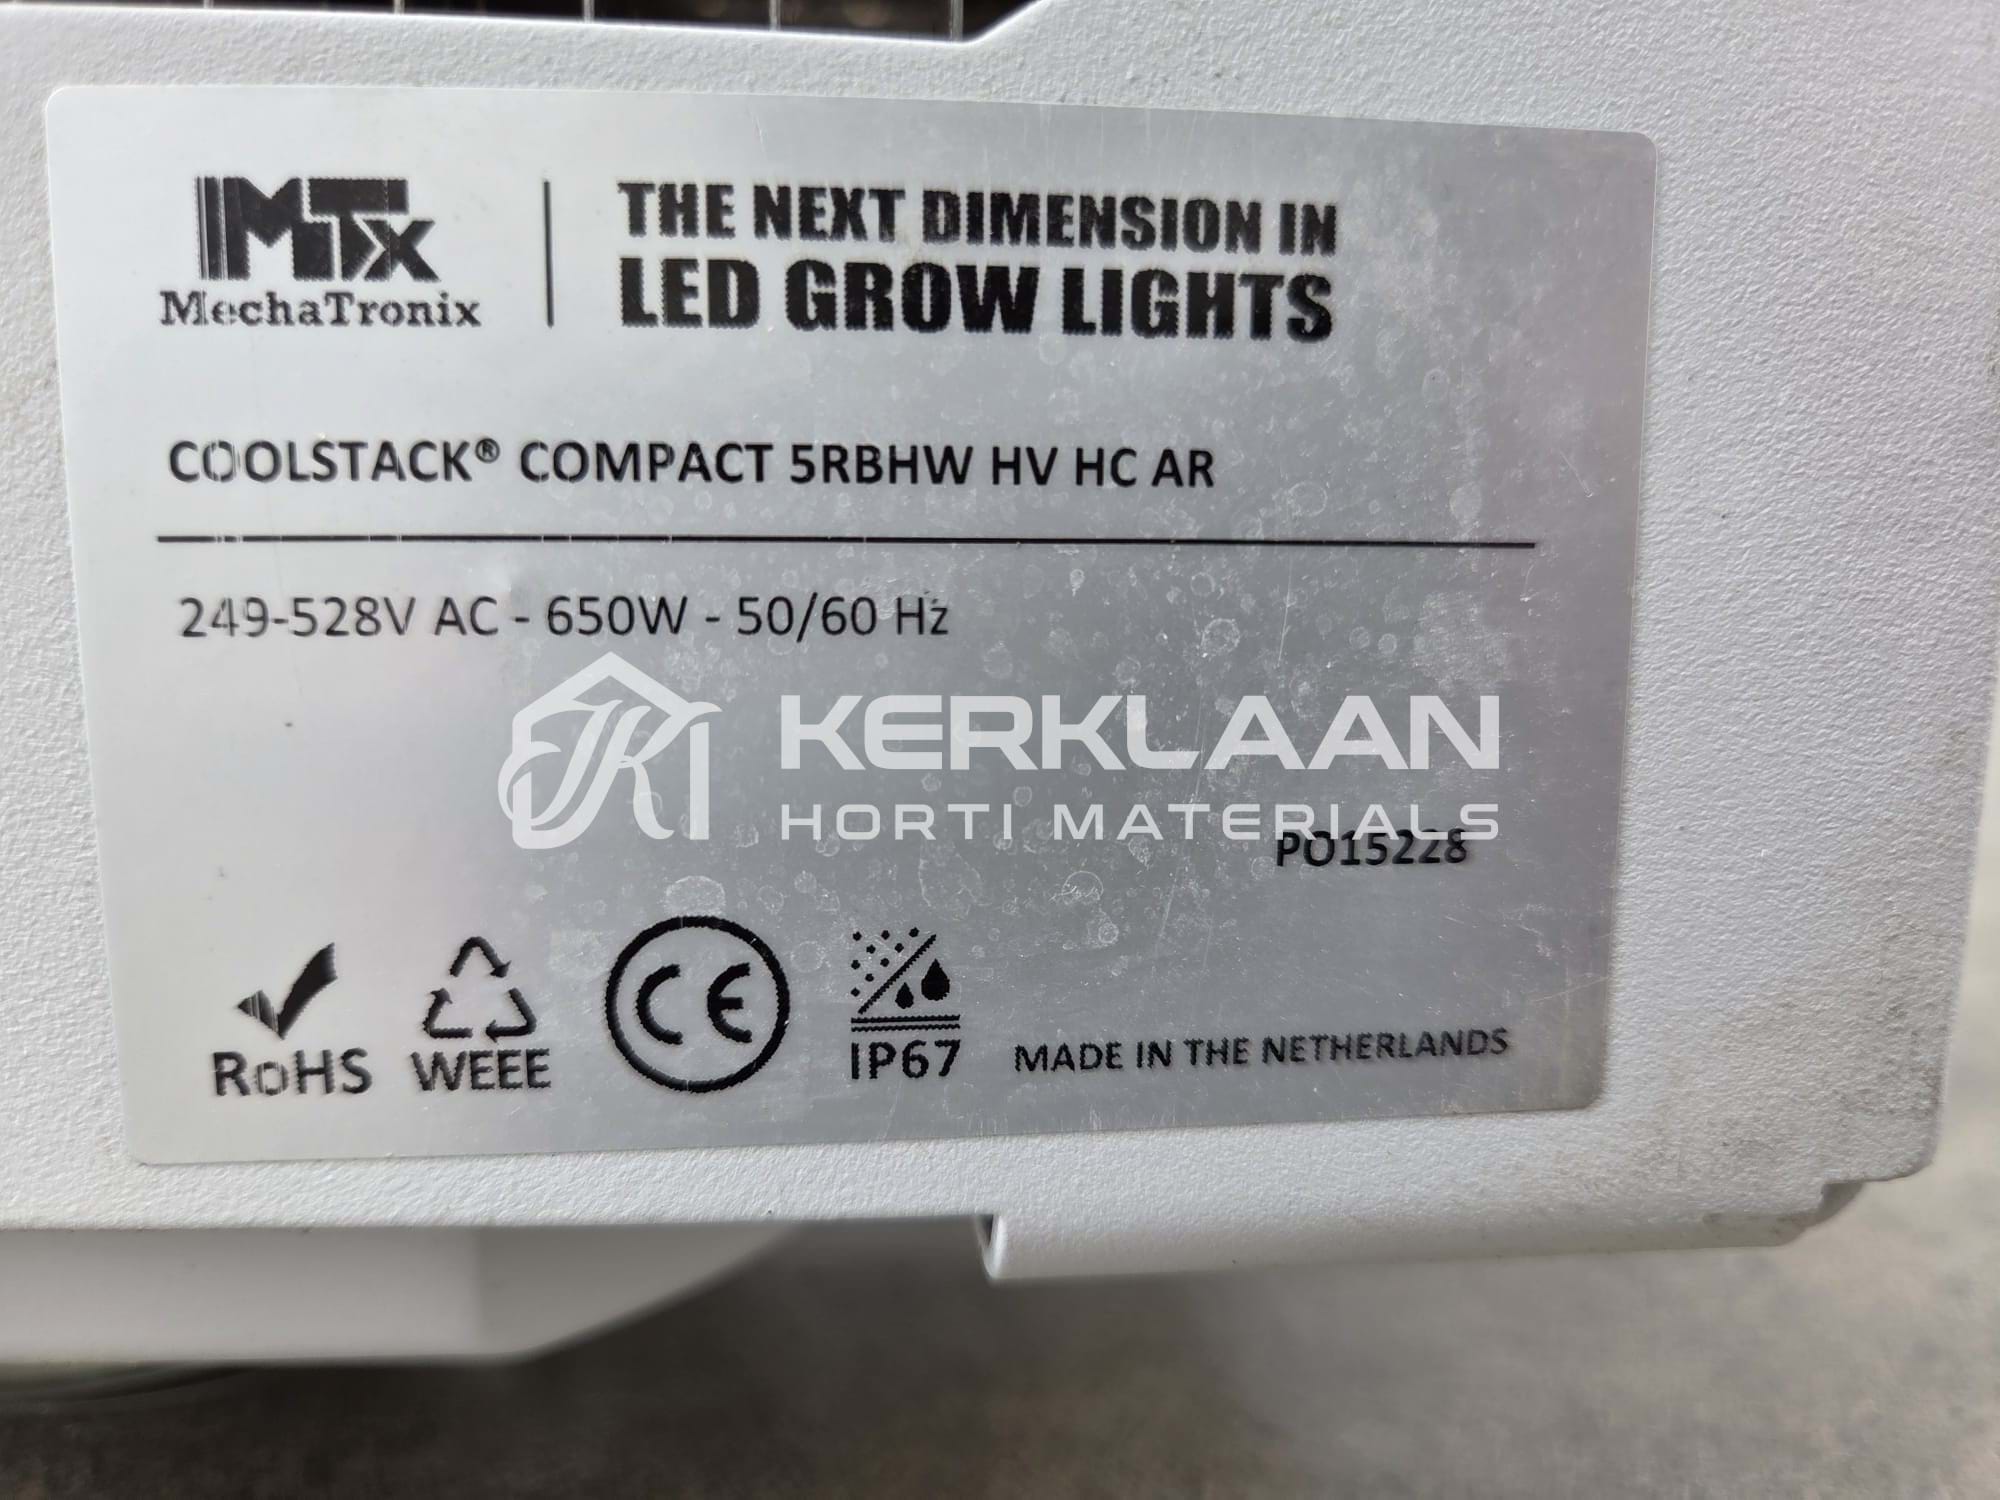 MTx
MechaTronix
THE NEXT DIMENSION IN
LED GROW LIGHTS
COOLSTACK® COMPACT 5RBHW HV HC AR
249-528V AC - 650W - 50/60 Hz
KERKLAAN
HORTI MATERIALS
PO15228
RoHS
WEEE
CE
IP67
MADE IN THE NETHERLANDS